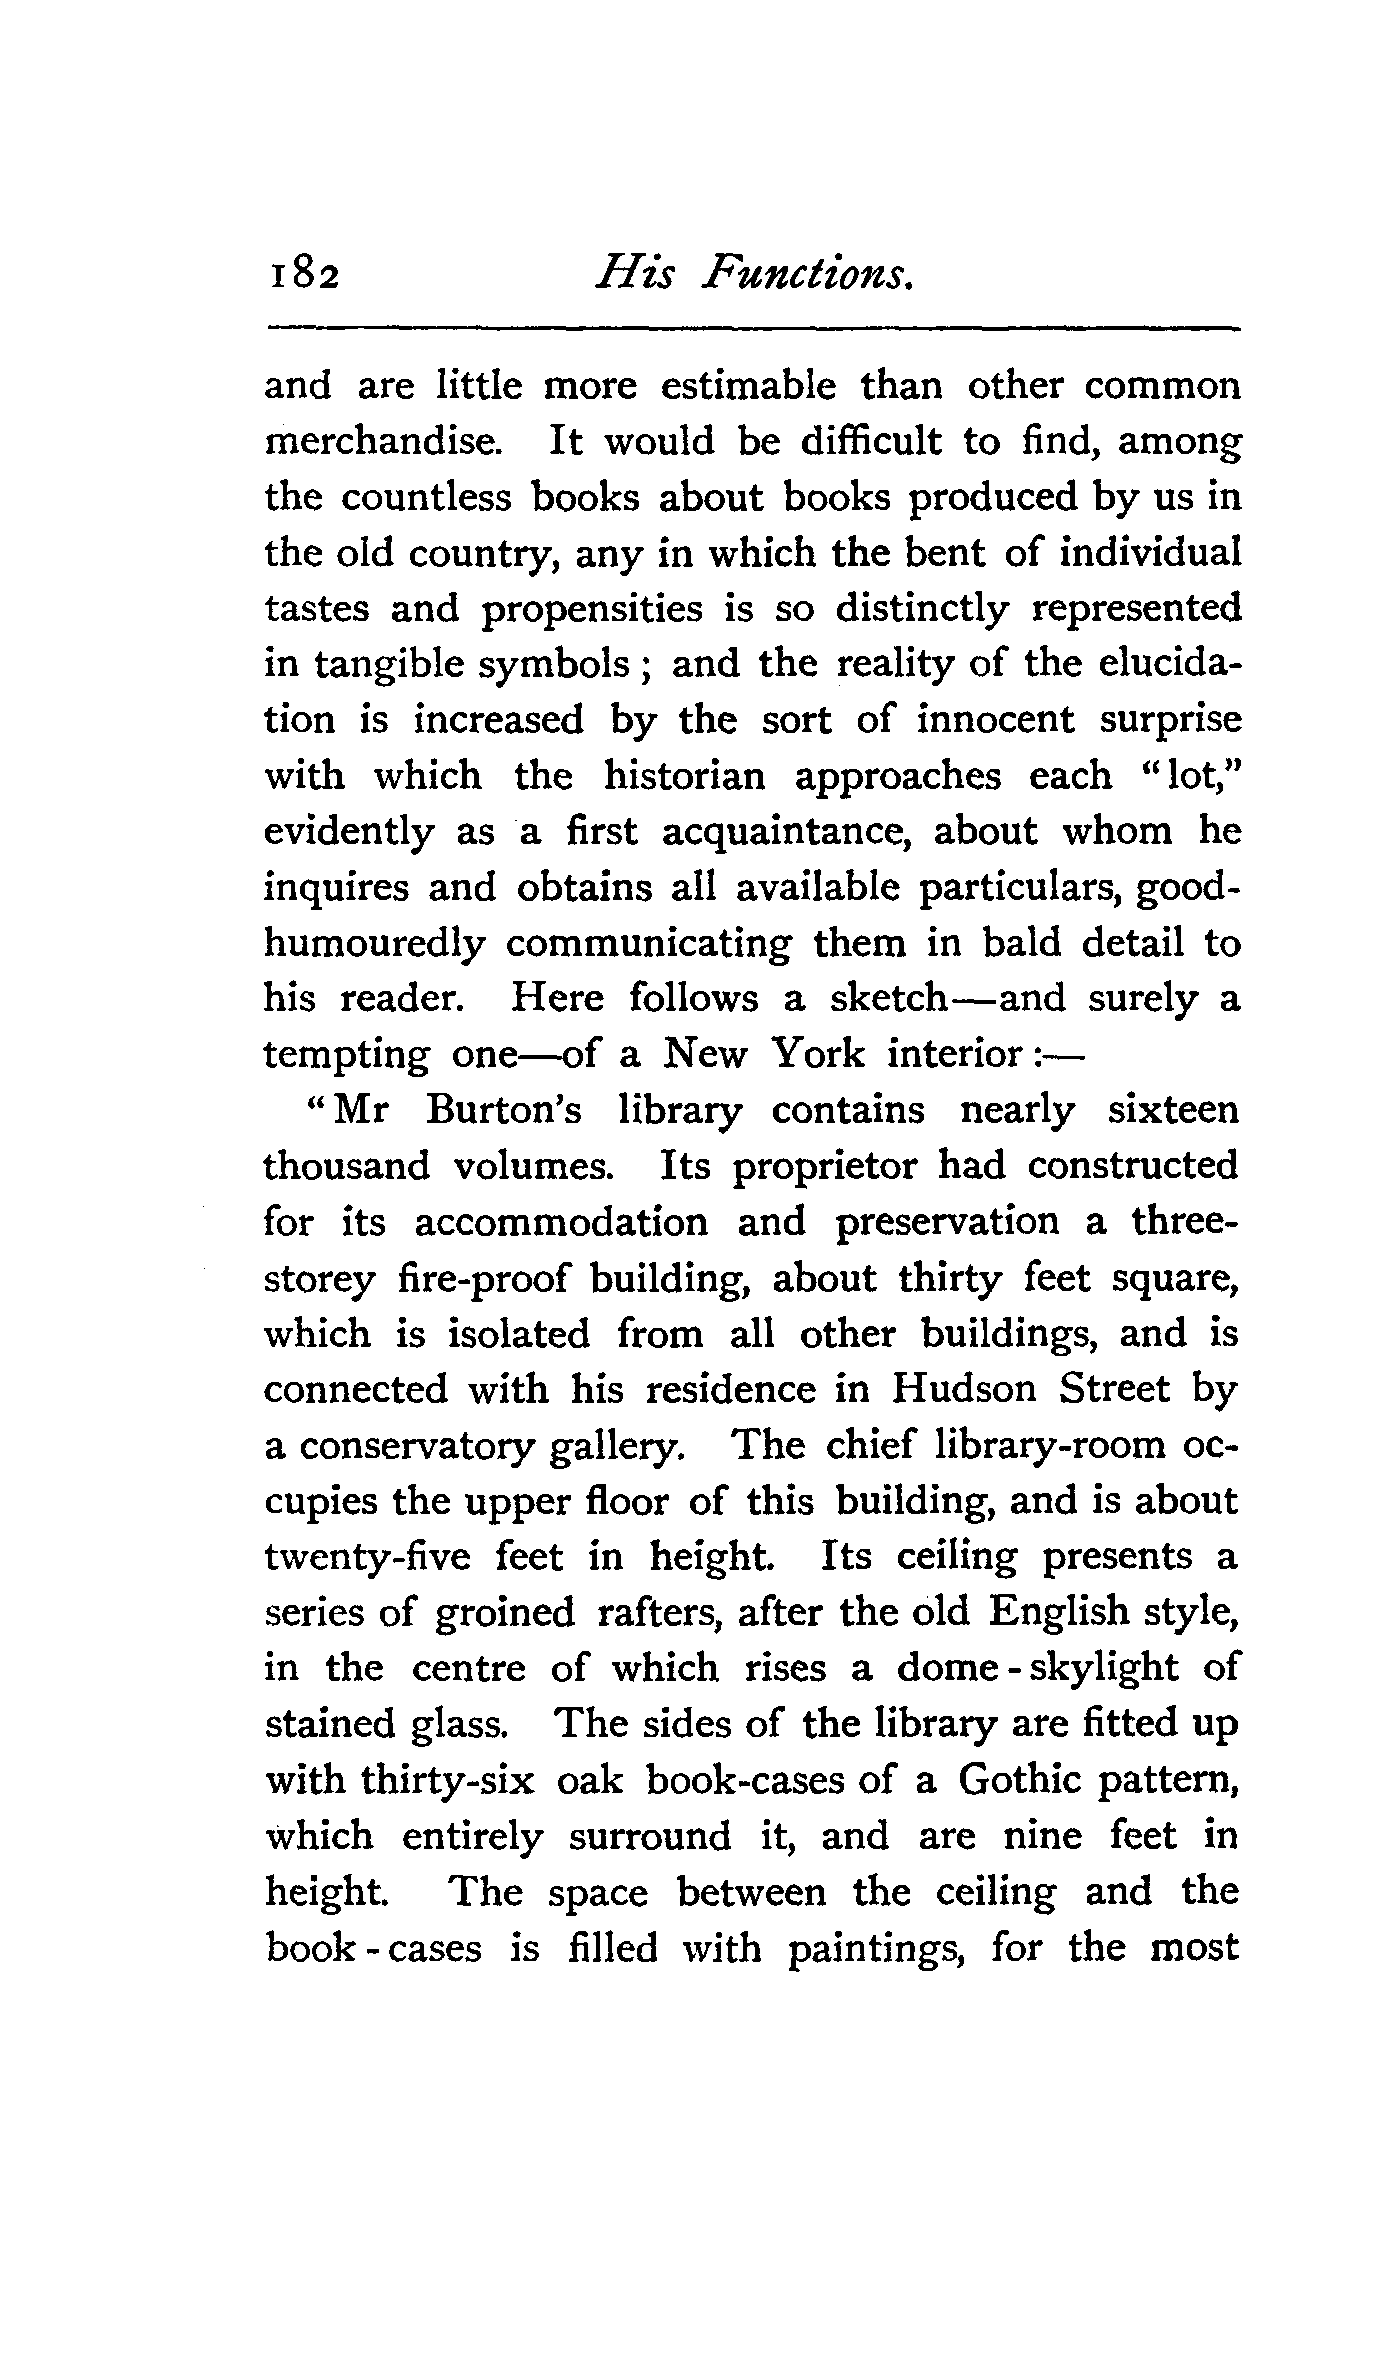 182 His Functions.
and are little more estimable than other common
merchandise. It would be difficult to find, among
the countless books about books produced by us in
the old country, any in which the bent of individual
tastes and propensities is so distinctly represented
in tangible symbols ; and the reality of the elucida-
tion is increased by the sort of innocent surprise
with which the historian approaches each “ lot,”
evidently as a first acquaintance, about whom he
inquires and obtains all available particulars, good-
humouredly communicating them in bald detail to
his reader. Here follows a sketch—and surely a
tempting one—of a New York interior :—
“ Mr Burton’s library contains nearly sixteen
thousand volumes. Its proprietor had constructed
for its accommodation and preservation a three-
storey fire-proof building, about thirty feet square,
which is isolated from all other buildings, and is
connected with his residence in Hudson Street by
a conservatory gallery. The chief library-room oc-
cupies the upper floor of this building, and is about
twenty-five feet in height. Its ceiling presents a
series of groined rafters, after the old English style,
in the centre of which rises a dome - skylight of
stained glass. The sides of the library are fitted up
with thirty-six oak book-cases of a Gothic pattern,
which entirely surround it, and are nine feet in
height. The space between the ceiling and the
book - cases is filled with paintings, for the most